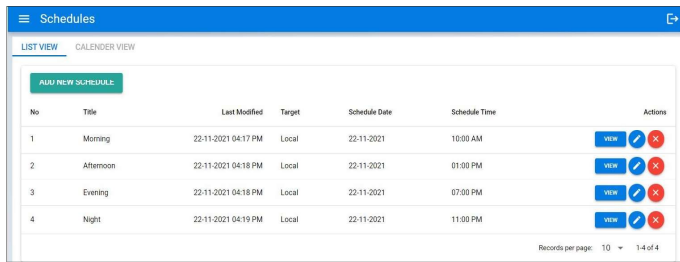 Schedules
LIST VIEW CALENDER VIEW
ADD NEW SCHEDULE
No Title Last Modified Target Schedule Date Schedule Time Actions
1 Morning 22-11-2021 04:17 PM Local 22-11-2021 10:00 AM VIEW
2 Afternoon 22-11-2021 04:18 PM Local 22-11-2021 01:00 PM VIEW
3 Evening 22-11-2021 04:18 PM Local 22-11-2021 07:00 PM VIEW
4 Night 22-11-2021 04:19 PM Local 22-11-2021 11:00 PM VIEW
Records per page: 10 1-4 of 4